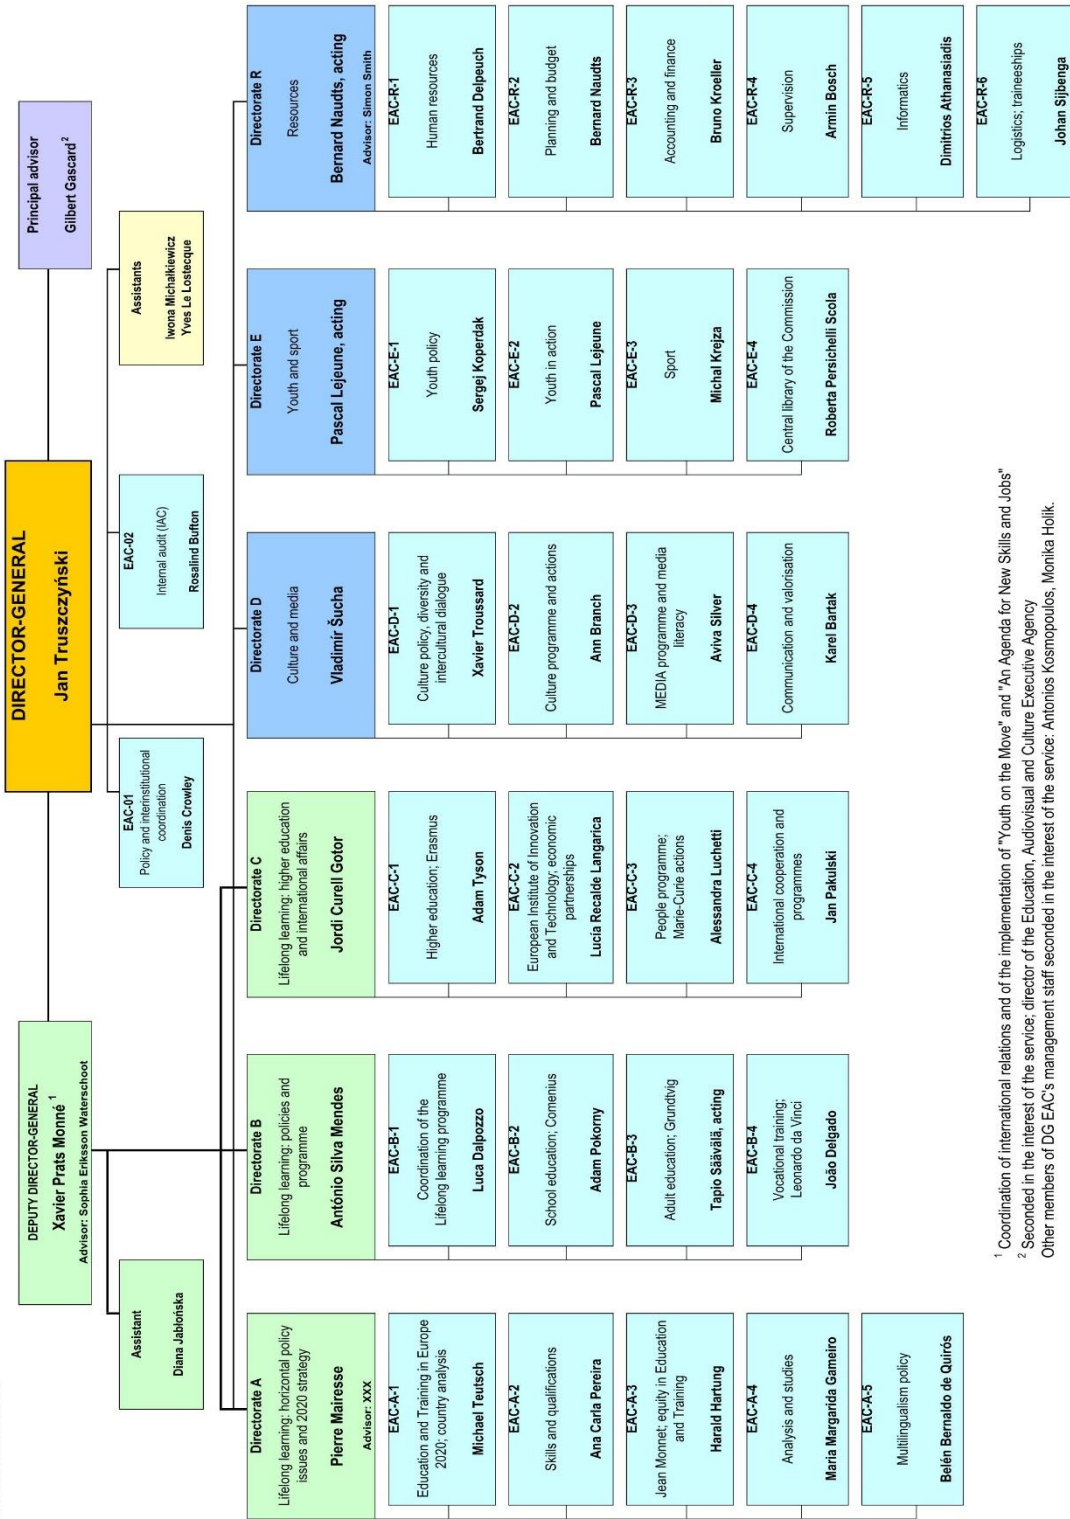 DIRECTOR-GENERAL
Jan Truszczyński
DEPUTY DIRECTOR-GENERAL
Xavier Prats Monné 1
Advisor: Sophia Eriksson Waterschoot
Principal advisor
Gilbert Gascard2
Assistant
Diana Jabłońska
EAC-01
Policy and interinstitutional
coordination
Denis Crowley
EAC-02
Internal audit (IAC)
Rosalind Bufton
Assistants
Iwona Michałkiewicz
Yves Le Lostecque
Directorate A
Lifelong learning: horizontal policy
issues and 2020 strategy
Pierre Mairesse
Advisor: XXX
EAC-A-1
Education and Training in Europe
2020; country analysis
Michael Teutsch
EAC-A-2
Skills and qualifications
Ana Carla Pereira
EAC-A-3
Jean Monnet; equity in Education
and Training
Harald Hartung
EAC-A-4
Analysis and studies
Maria Margarida Gameiro
EAC-A-5
Multilingualism policy
Belén Bernaldo de Quirós
Directorate B
Lifelong learning: policies and
programme
António Silva Mendes
EAC-B-1
Coordination of the
Lifelong learning programme
Luca Dalpozzo
EAC-B-2
School education; Comenius
Adam Pokorny
EAC-B-3
Adult education; Grundtvig
Tapio Säävälä, acting
EAC-B-4
Vocational training;
Leonardo da Vinci
João Delgado
Directorate C
Lifelong learning: higher education
and international affairs
Jordi Curell Gotor
EAC-C-1
Higher education; Erasmus
Adam Tyson
EAC-C-2
European Institute of Innovation
and Technology; economic
partnerships
Lucia Recalde Langarica
EAC-C-3
People programme;
Marie-Curie actions
Alessandra Luchetti
EAC-C-4
International cooperation and
programmes
Jan Pakulski
Directorate D
Culture and media
Vladimír Šucha
EAC-D-1
Culture policy, diversity and
intercultural dialogue
Xavier Troussard
EAC-D-2
Culture programme and actions
Ann Branch
EAC-D-3
MEDIA programme and media
literacy
Aviva Silver
EAC-D-4
Communication and valorisation
Karel Bartak
Directorate E
Youth and sport
Pascal Lejeune, acting
EAC-E-1
Youth policy
Sergej Koperdak
EAC-E-2
Youth in action
Pascal Lejeune
EAC-E-3
Sport
Michal Krejza
EAC-E-4
Central library of the Commission
Roberta Persichelli Scola
Directorate R
Resources
Bernard Naudts, acting
Advisor: Simon Smith
EAC-R-1
Human resources
Bertrand Delpeuch
EAC-R-2
Planning and budget
Bernard Naudts
EAC-R-3
Accounting and finance
Bruno Kroeller
EAC-R-4
Supervision
Armin Bosch
EAC-R-5
Informatics
Dimitrios Athanasiadis
EAC-R-6
Logistics; traineeships
Johan Sijbenga
1 Coordination of international relations and of the implementation of "Youth on the Move" and "An Agenda for New Skills and Jobs"
2 Seconded in the interest of the service; director of the Education, Audiovisual and Culture Executive Agency
Other members of DG EAC's management staff seconded in the interest of the service: Antonios Kosmopoulos, Monika Holik.